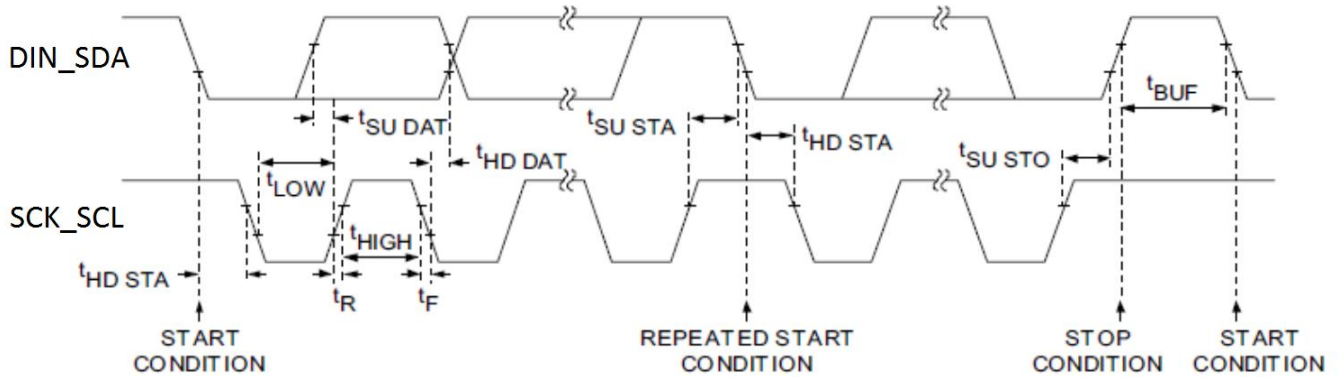 DIN_SDA
tSU DAT
tHD DAT
tSU STA
tHD STA
tSU STO
tBUF
tLOW
SCK_SCL
tHIGH
tHD STA
tR
tF
START
CONDITION
REPEATED START
CONDITION
STOP
CONDITION
START
CONDITION